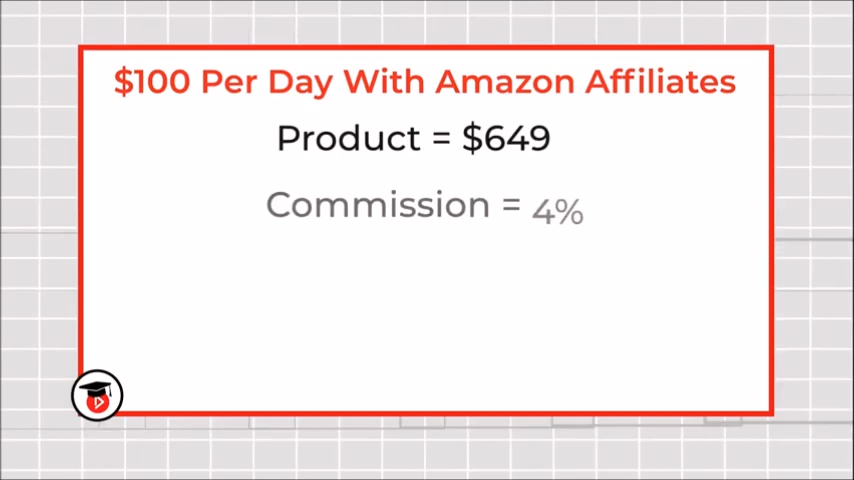 $100 Per Day With Amazon Affiliates
Product = $649
Commission = 4%